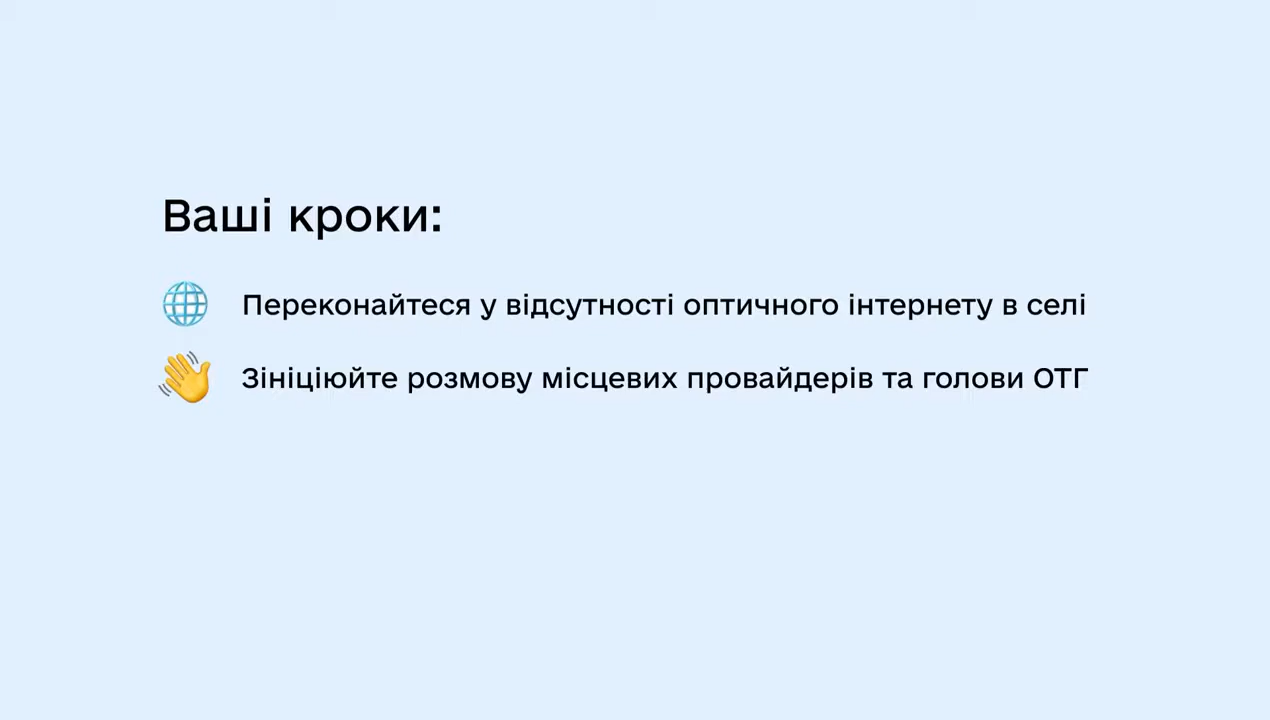 Ваші кроки:
Переконайтеся у відсутності оптичного інтернету в селі
Зініціюйте розмову місцевих провайдерів та голови ОТГ